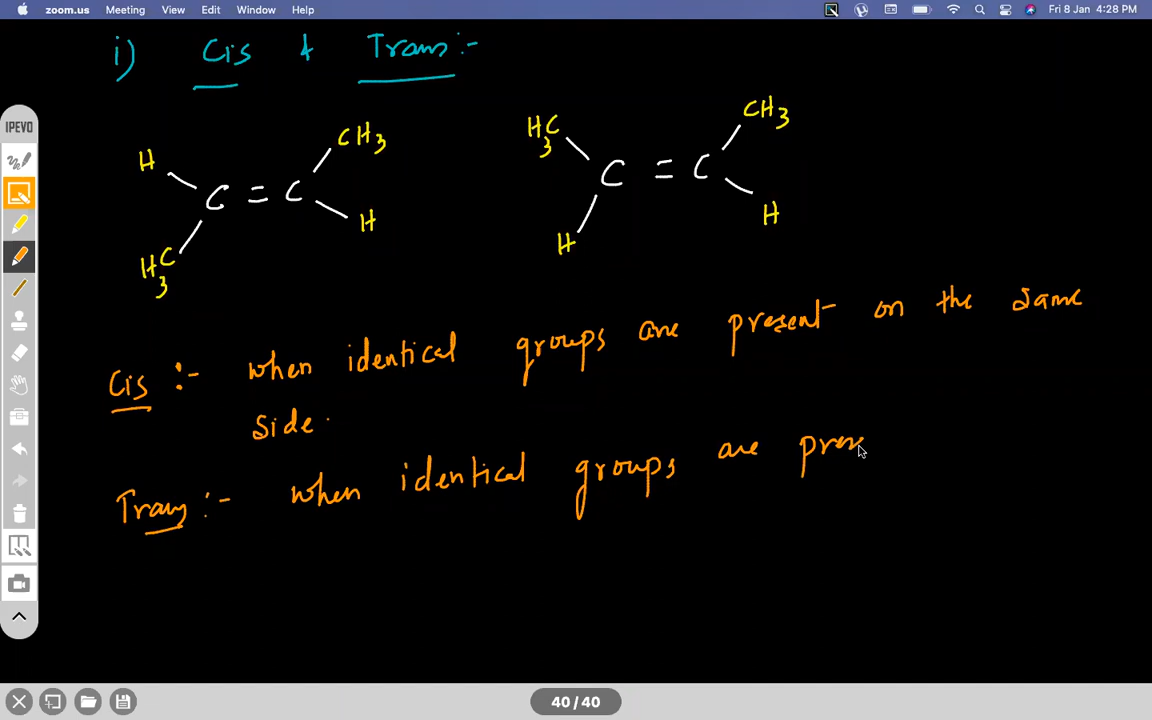 zoom.us Meeting View Edit Window Help Fri 8 Jan 4:28 PM
i) Cis & Trans :-
IPEVO
H CH3 H3C CH3
C = C C = C
H3C H H H
Cis :- when identical groups are present on the same
side.
Trans :- when identical groups are pres
40/40